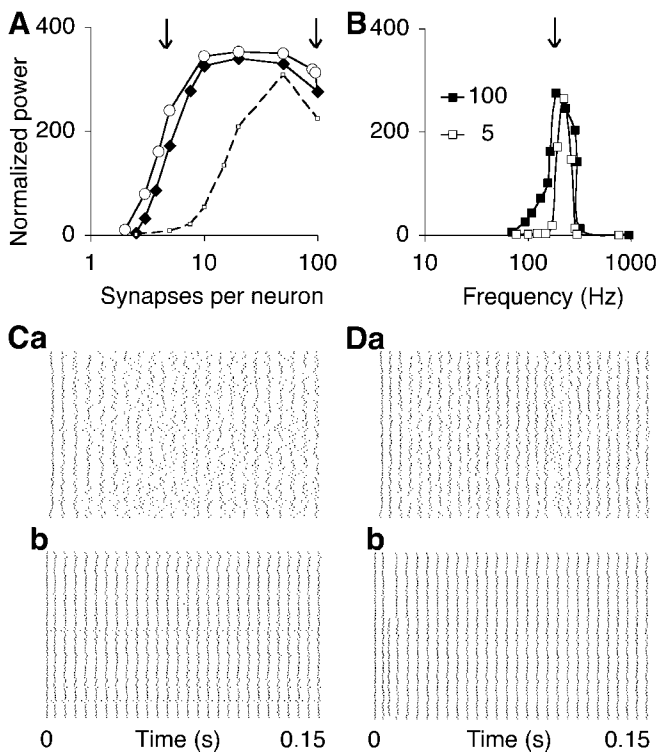 A
B
Normalized power
400
200
0
1
10
100
Synapses per neuron
400
200
0
100
5
10
100
1000
Frequency (Hz)
Ca
Da
b
b
0
Time (s)
0.15
0
Time (s)
0.15